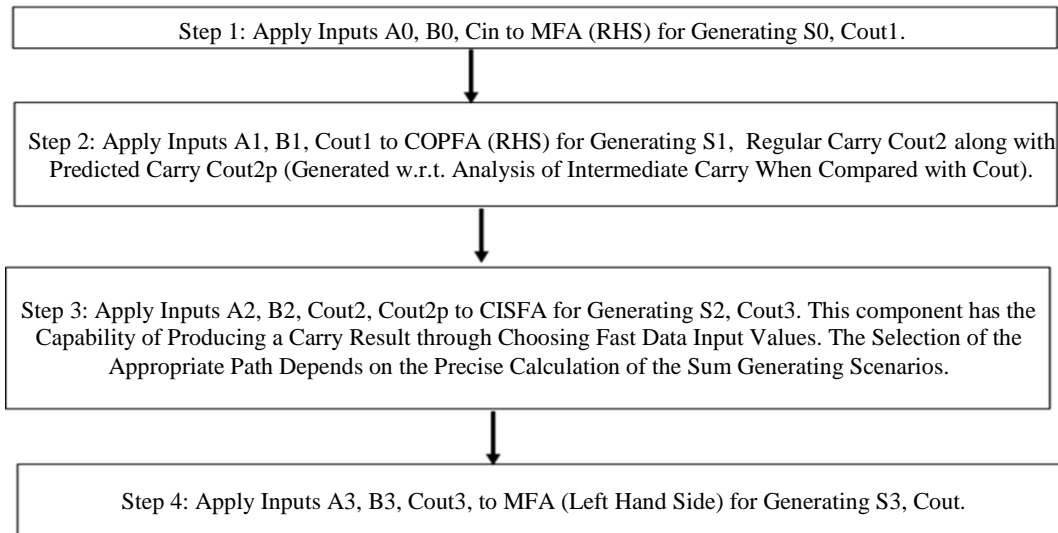 Step 1: Apply Inputs A0, B0, Cin to MFA (RHS) for Generating S0, Cout1.
Step 2: Apply Inputs A1, B1, Cout1 to COPFA (RHS) for Generating S1, Regular Carry Cout2 along with
Predicted Carry Cout2p (Generated w.r.t. Analysis of Intermediate Carry When Compared with Cout).
Step 3: Apply Inputs A2, B2, Cout2, Cout2p to CISFA for Generating S2, Cout3. This component has the
Capability of Producing a Carry Result through Choosing Fast Data Input Values. The Selection of the
Appropriate Path Depends on the Precise Calculation of the Sum Generating Scenarios.
Step 4: Apply Inputs A3, B3, Cout3, to MFA (Left Hand Side) for Generating S3, Cout.